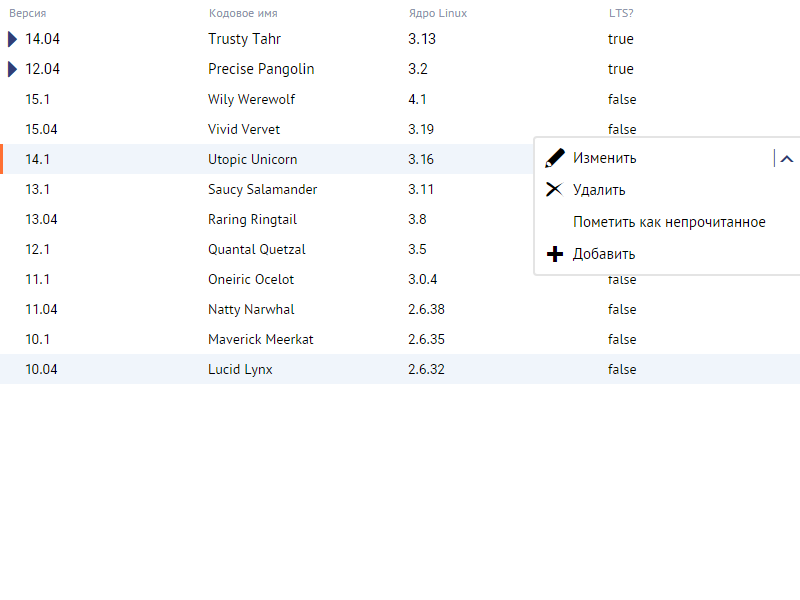 Версия Кодовое имя Ядро Linux LTS?
14.04 Trusty Tahr 3.13 true
12.04 Precise Pangolin 3.2 true
15.1 Wily Werewolf 4.1 false
15.04 Vivid Vervet 3.19 false
14.1 Utopic Unicorn 3.16
Изменить
13.1 Saucy Salamander 3.11
Удалить
13.04 Raring Ringtail 3.8
Пометить как непрочитанное
12.1 Quantal Quetzal 3.5
Добавить
11.1 Oneiric Ocelot 3.0.4 false
11.04 Natty Narwhal 2.6.38 false
10.1 Maverick Meerkat 2.6.35 false
10.04 Lucid Lynx 2.6.32 false